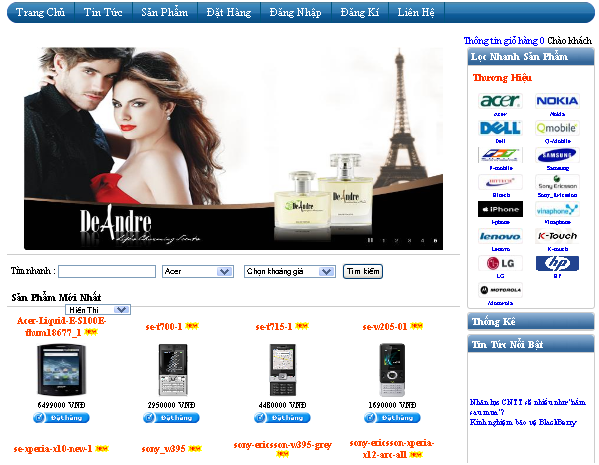 Trang Chủ Tin Tức Sản Phẩm Đặt Hàng Đăng Nhập Đăng Kí Liên Hệ
Thông tin giỏ hàng 0 Chào khách
DeAndre
1 2 3 4 5
Tìm nhanh : Acer Chọn khoảng giá Tìm kiếm
Sản Phẩm Mới Nhất
Hiển Thị
Acer-Liquid-E-S100E-
18677_1 NEW
se-t700-1 NEW
se-t715-1 NEW
se-w205-01 NEW
6499000 VNĐ 2950000 VNĐ 4480000 VNĐ 1690000 VNĐ
Đặt hàng Đặt hàng Đặt hàng Đặt hàng
se-xperia-x10-new-1 NEW
sony_w395 NEW
sony-ericsson-w395-grey
NEW
sony-ericsson-xperia-
x12-arc-all NEW
Lọc Nhanh Sản Phẩm
Thương Hiệu
acer NOKIA
Acer Nokia
DELL Qmobile
Dell Q-Mobile
SAMSUNG
F-mobile Samsung
Sony Ericsson
Bitech Sony_Ericsson
iPhone vinaphone
I-phone Vinaphone
lenovo K-Touch
Lenovo K-touch
LG hp
LG HP
MOTOROLA
Motorola
Thống Kê
Tin Tức Nổi Bật
Nhân lực CNTT sẽ nhiều như "nấm
sau mưa"?
Kinh nghiệm bảo vệ BlackBerry